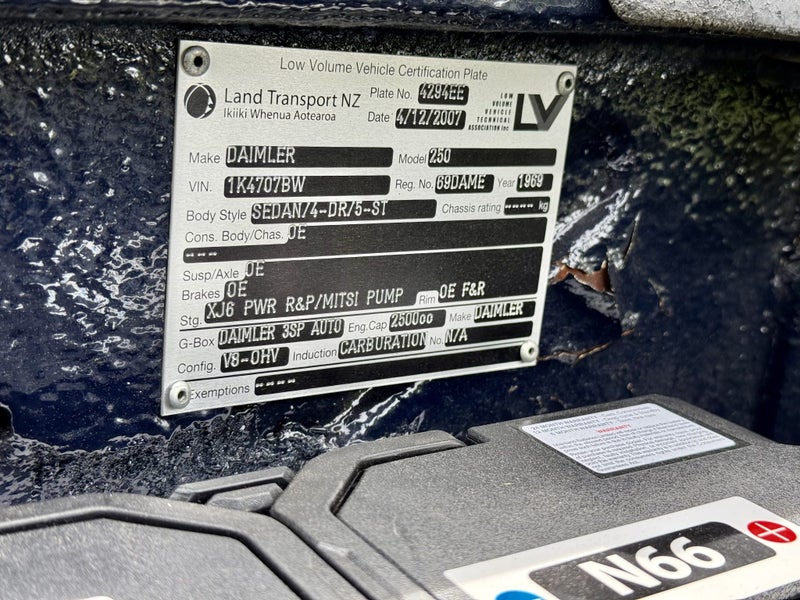 Low Volume Vehicle Certification Plate
Land Transport NZ
Ikiiki Whenua Aotearoa
Plate No. 4294EE
Date 4/12/2007
LOW
VOLUME
VEHICLE
TECHNICAL
ASSOCIATION Inc
LV
Make DAIMLER Model 250
VIN. 1K4707BW Reg. No. 69DAME Year 1969
Body Style SEDAN/4-DR/5-ST Chassis rating ----- kg
Cons. Body/Chas. OE
----
Susp/Axle OE
Brakes OE
Stg. XJ6 PWR R&P/MITSI PUMP Rim OE F&R
G-Box DAIMLER 3SP AUTO Eng.Cap 2500cc Make DAIMLER
Config. V8-OHV Induction CARBURATION No. N/A
Exemptions -----
WARRANTY
N66